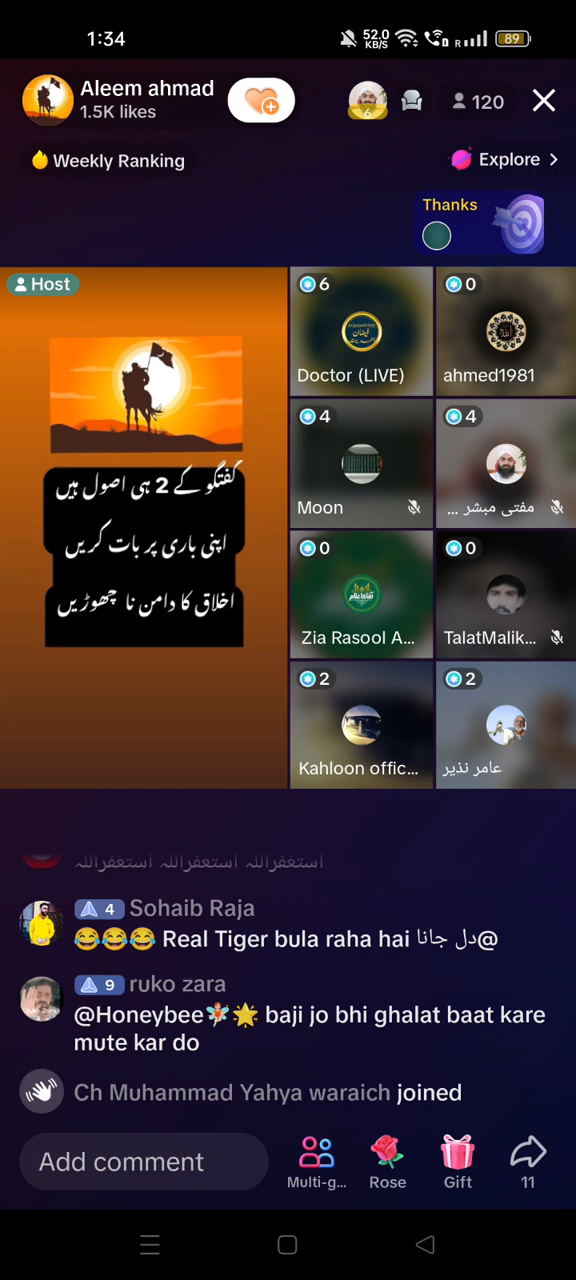 1:34
52.0
KB/S
R
89
Aleem ahmad
1.5K likes
6
120
Weekly Ranking
Explore >
Thanks
Host
گفتگو کے 2 ہی اصول ہیں
اپنی باری پر بات کریں
اخلاق کا دامن نا چھوڑیں
6
Doctor (LIVE)
0
ahmed1981
4
Moon
4
مفتی مبشر ...
0
Zia Rasool A...
0
TalatMalik...
2
Kahloon offic...
2
عامر نذیر
استغفراللہ استغفراللہ استغفراللہ
4 Sohaib Raja
😂😂😂 Real Tiger bula raha hai @دل جانا
9 ruko zara
@Honeybee🧚🌟 baji jo bhi ghalat baat kare
mute kar do
Ch Muhammad Yahya waraich joined
Add comment
Multi-g...
Rose
Gift
11